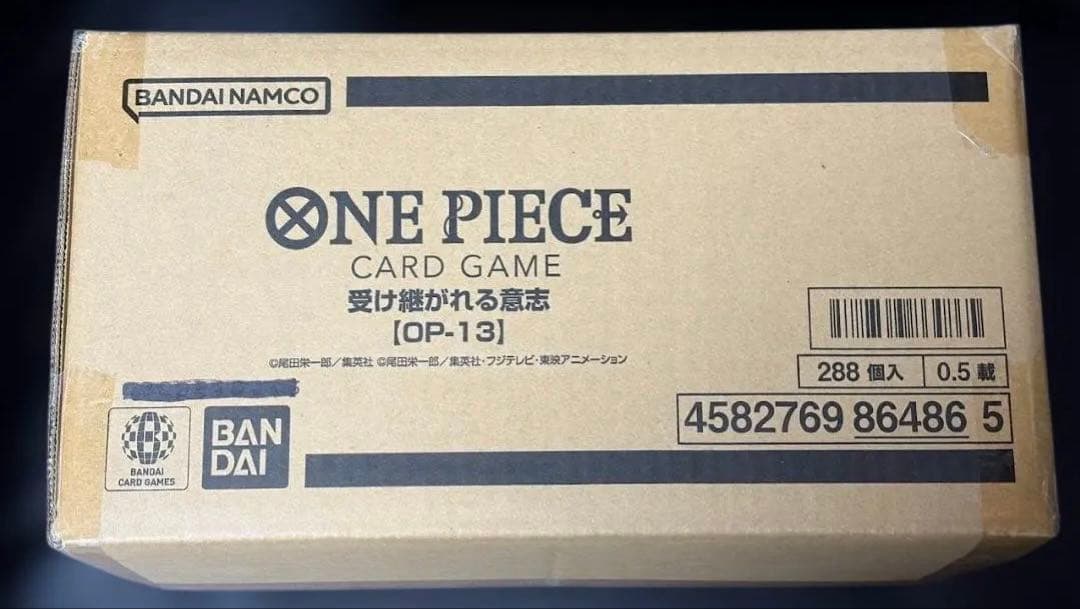 BANDAI NAMCO
ONE PIECE
CARD GAME
受け継がれる意志
【OP-13】
©尾田栄一郎／集英社 ©尾田栄一郎／集英社・フジテレビ・東映アニメーション
288 個入
0.5 載
4582769 86486 5
BANDAI
CARD GAMES
BAN
DAI